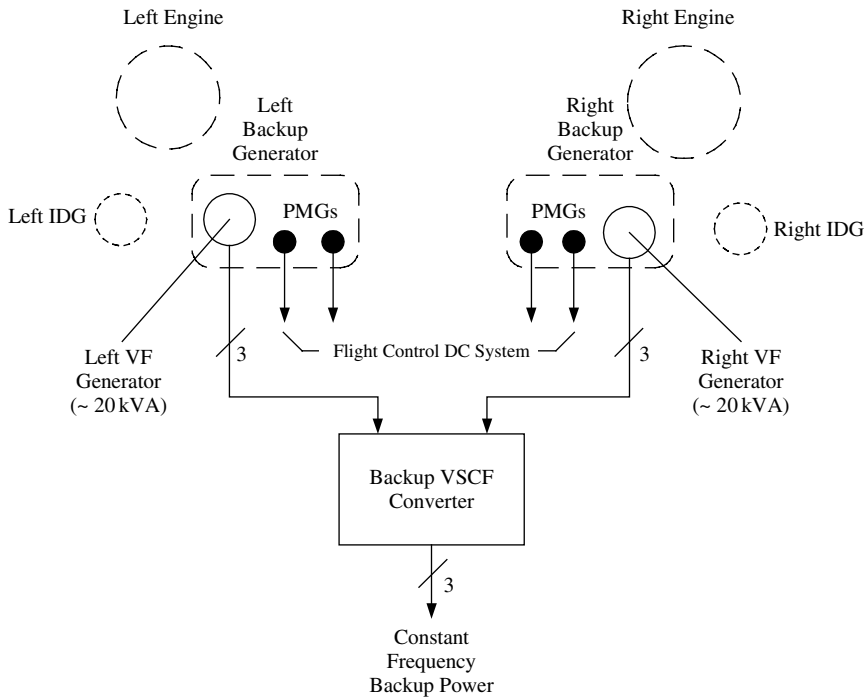 Left Engine
Right Engine
Left
Backup
Generator
Right
Backup
Generator
Left IDG
PMGs
PMGs
Right IDG
3
Flight Control DC System
3
Left VF
Generator
(~ 20 kVA)
Right VF
Generator
(~ 20 kVA)
Backup VSCF
Converter
3
Constant
Frequency
Backup Power